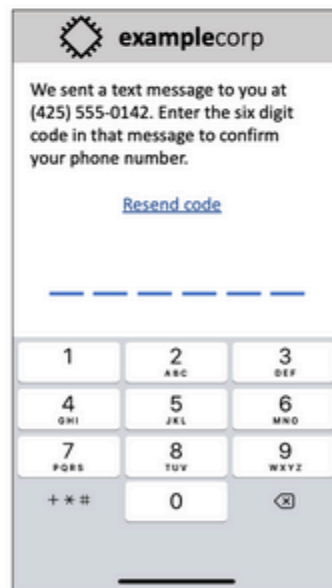 examplecorp
We sent a text message to you at
(425) 555-0142. Enter the six digit
code in that message to confirm
your phone number.
Resend code
1 2 3
ABC DEF
4 5 6
GHI JKL MNO
7 8 9
PQRS TUV WXYZ
+*# 0